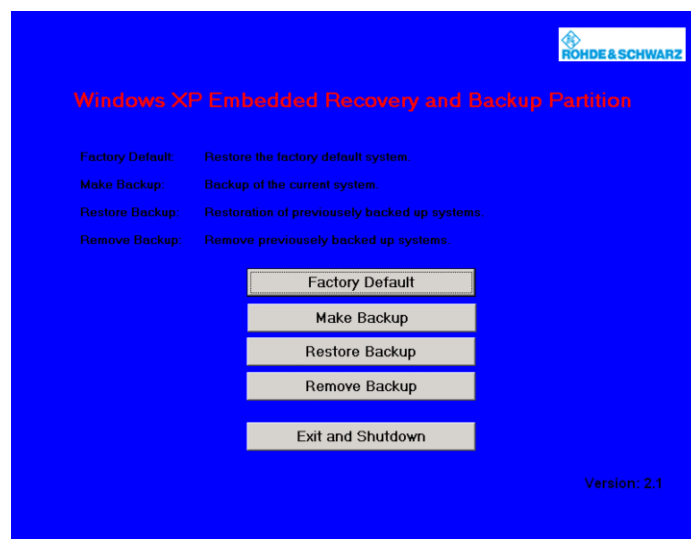 ROHDE & SCHWARZ
Windows XP Embedded Recovery and Backup Partition
Factory Default: Restore the factory default system.
Make Backup: Backup of the current system.
Restore Backup: Restoration of previousely backed up systems.
Remove Backup: Remove previousely backed up systems.
Factory Default
Make Backup
Restore Backup
Remove Backup
Exit and Shutdown
Version: 2.1